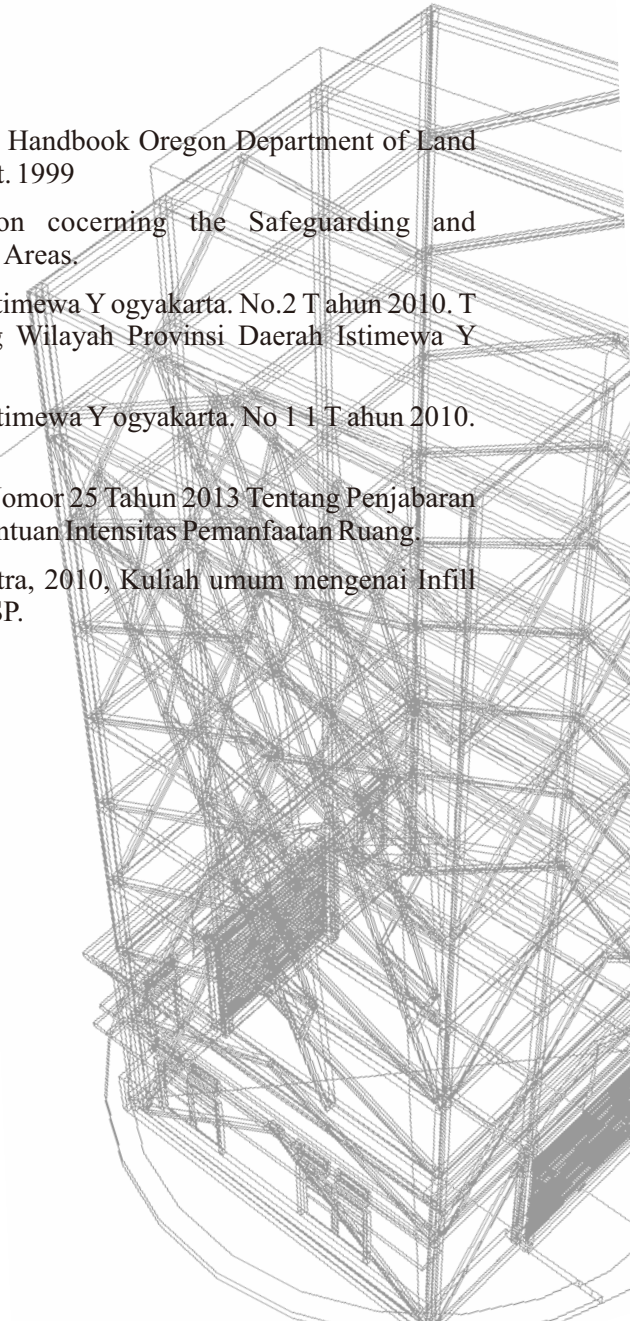 Handbook Oregon Department of Land
t. 1999
on cocerning the Safeguarding and
Areas.
timewa Y ogyakarta. No.2 T ahun 2010. T
g Wilayah Provinsi Daerah Istimewa Y
timewa Y ogyakarta. No 1 1 T ahun 2010.
omor 25 Tahun 2013 Tentang Penjabaran
ntuan Intensitas Pemanfaatan Ruang.
tra, 2010, Kuliah umum mengenai Infill
SP.